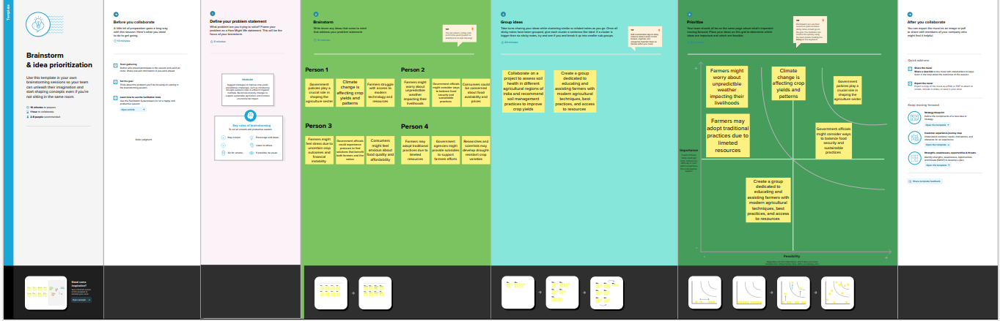 Template
Brainstorm
& idea prioritization
Use this template in your own
brainstorming sessions so your team
can unleash their imagination and
start shaping concepts even if you're
not sitting in the same room.
10 minutes to prepare
1 hour to collaborate
2-8 people recommended
Need some
inspiration?
Before you collaborate
A little bit of preparation goes a long way
with this session. Here's what you need
to do to get going.
10 minutes
Team gathering
Set the goal
Learn how to use the facilitation tools
Open article
Defer judgment.
Define your problem statement
What problem are you trying to solve? Frame your
problem as a How Might We statement. This will be the
focus of your brainstorm.
5 minutes
PROBLEM
Key rules of brainstorming
To run an smooth and productive session
Stay in topic.
Encourage wild ideas.
Listen to others.
Go for volume.
If possible, be visual.
Brainstorm
Write down any ideas that come to mind
that address your problem statement.
10 minutes
TIP
Person 1
Government
policies play a
crucial role in
shaping the
agriculture sector
Climate
change is
affecting crop
yields and
patterns
Farmers struggle
with access to
modern
technology and
resources
Person 2
Farmers might
worry about
unpredictible
weather
impacting their
livelihoods
Government officials
might consider ways
to balance food
security and
sustainable
practices
Consumers could
be concerned
about food
availability and
prices
Person 3
Farmers might
feel stress due to
uncertain crop
outcomes and
financial
instability
Government officials
could experience
pressure to find
solutions that benefit
both farmers and the
nation
Consumers
might feel
anxious about
food quality and
affordability
Person 4
Farmers may
adopt traditional
practices due to
limeted
resources
Government
agencies might
provide subsidies
to support
farmers efforts
Researches and
scientists may
develop drought
resistant crop
varieties
Group ideas
Take turns sharing your ideas while clustering similar or related notes as you go. Once all
sticky notes have been grouped, give each cluster a sentence-like label. If a cluster is
bigger than six sticky notes, try and see if you and break it up into smaller sub-groups.
20 minutes
TIP
Collaborate on a
project to assess soil
health in different
agricultural regions of
india and recommend
soil management
practices to improve
crop yields
Create a group
dedicated to
educating and
assisting farmers with
modern agricultural
techniques, best
practices, and access
to resources
Prioritize
Your team should all be on the same page about what's important
moving forward. Place your ideas on this grid to determine which
ideas are important and which are feasible.
20 minutes
TIP
Farmers might
worry about
unpredictible
weather
impacting their
livelihoods
Climate
change is
affecting crop
yields and
patterns
Government
policies play a
crucial role in
shaping the
agriculture sector
Farmers may
adopt traditional
practices due to
limeted
resources
Government officials
might consider ways
to balance food
security and
sustainable
practices
Create a group
dedicated to
educating and
assisting farmers with
modern agricultural
techniques, best
practices, and access
to resources
Importance
Feasibility
After you collaborate
You can export the mural as an image or pdf
to share with members of your company who
might find it helpful.
Quick add-ons
Share the mural
Export the mural
Keep moving forward
Strategy blueprint
Open the template
Customer experience journey map
Open the template
Strengths, weaknesses, opportunities & threats
Open the template
Share template feedback